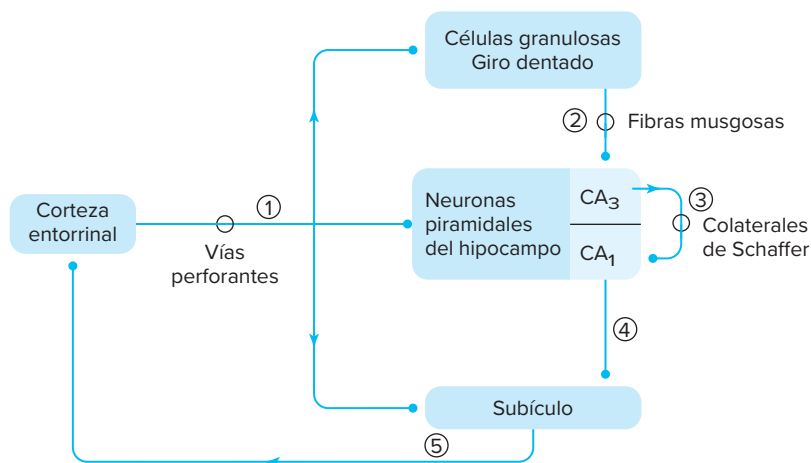 Células granulosas
Giro dentado
②
Fibras musgosas
Corteza
entorrinal
①
Vías
perforantes
Neuronas
piramidales
del hipocampo
CA₃
CA₁
③
Colaterales
de Schaffer
④
Subículo
⑤